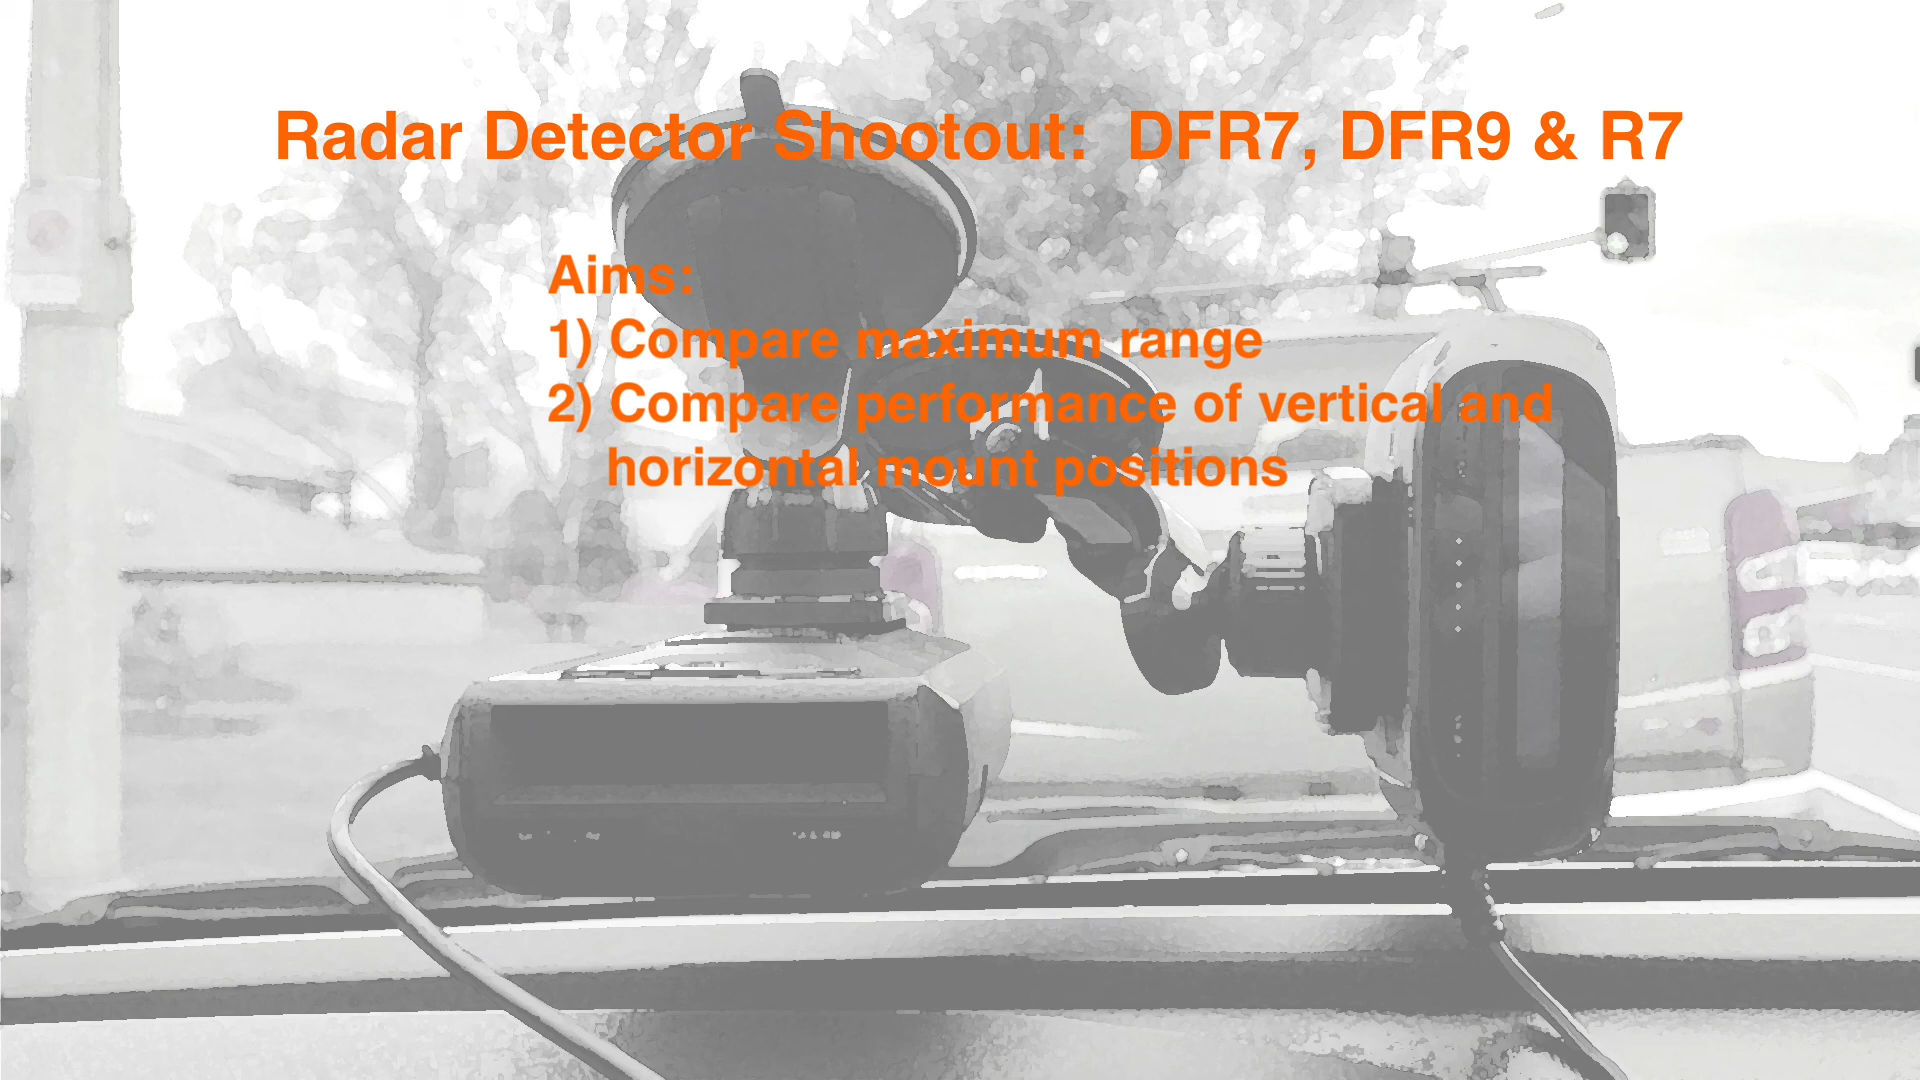 Radar Detector Shootout:  DFR7, DFR9 & R7
Aims:
1) Compare maximum range
2) Compare performance of vertical and
horizontal mount positions